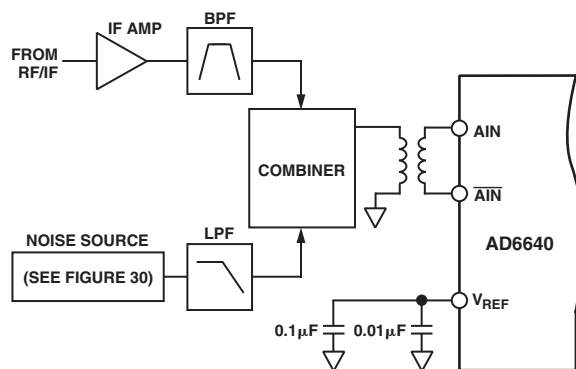 IF AMP
BPF
FROM
RF/IF
COMBINER
AIN
A̅I̅N̅
AD6640
NOISE SOURCE
(SEE FIGURE 30)
LPF
VREF
0.1μF
0.01μF